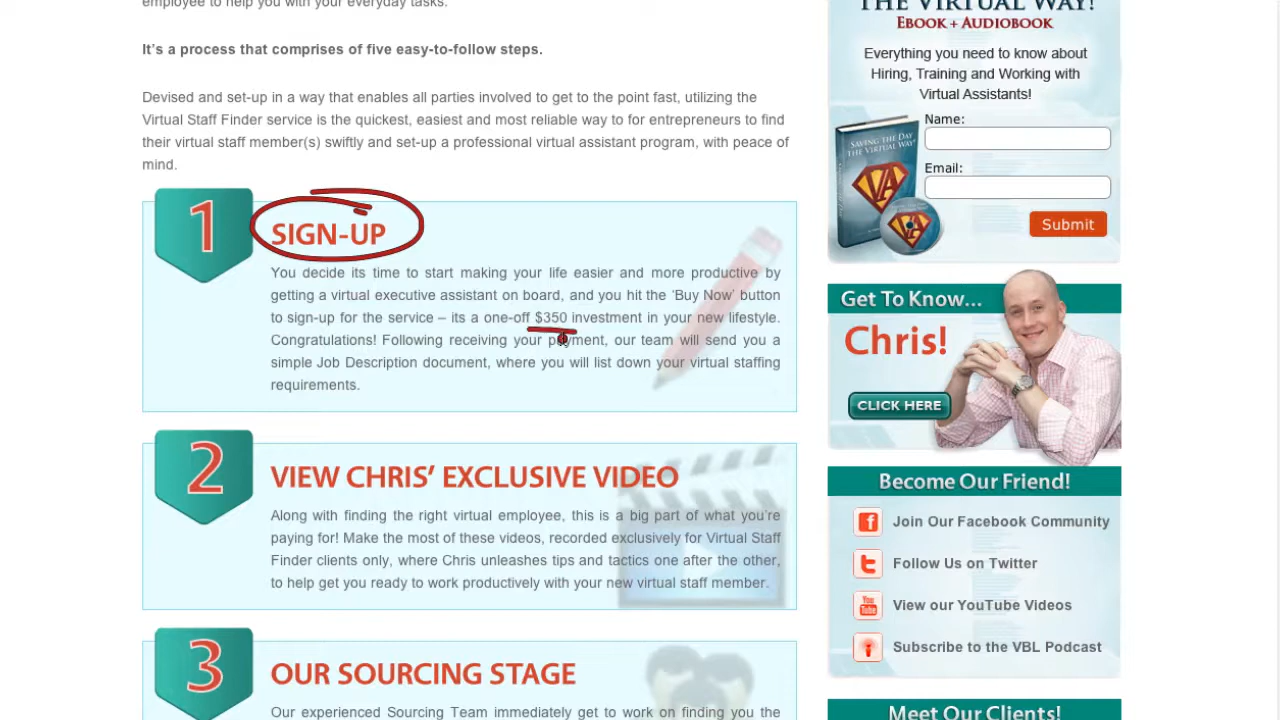 employee to help you with your everyday tasks.
It's a process that comprises of five easy-to-follow steps.
Devised and set-up in a way that enables all parties involved to get to the point fast, utilizing the
Virtual Staff Finder service is the quickest, easiest and most reliable way to for entrepreneurs to find
their virtual staff member(s) swiftly and set-up a professional virtual assistant program, with peace of
mind.
1
SIGN-UP
You decide its time to start making your life easier and more productive by
getting a virtual executive assistant on board, and you hit the 'Buy Now' button
to sign-up for the service – its a one-off $350 investment in your new lifestyle.
Congratulations! Following receiving your payment, our team will send you a
simple Job Description document, where you will list down your virtual staffing
requirements.
2
VIEW CHRIS' EXCLUSIVE VIDEO
Along with finding the right virtual employee, this is a big part of what you're
paying for! Make the most of these videos, recorded exclusively for Virtual Staff
Finder clients only, where Chris unleashes tips and tactics one after the other,
to help get you ready to work productively with your new virtual staff member.
3
OUR SOURCING STAGE
Our experienced Sourcing Team immediately get to work on finding you the
THE VIRTUAL WAY!
EBOOK + AUDIOBOOK
Everything you need to know about
Hiring, Training and Working with
Virtual Assistants!
Name:
Email:
Submit
SAVING THE DAY
THE VIRTUAL WAY!
VA
Get To Know...
Chris!
CLICK HERE
Become Our Friend!
Join Our Facebook Community
Follow Us on Twitter
You
Tube
View our YouTube Videos
Subscribe to the VBL Podcast
Meet Our Clients!